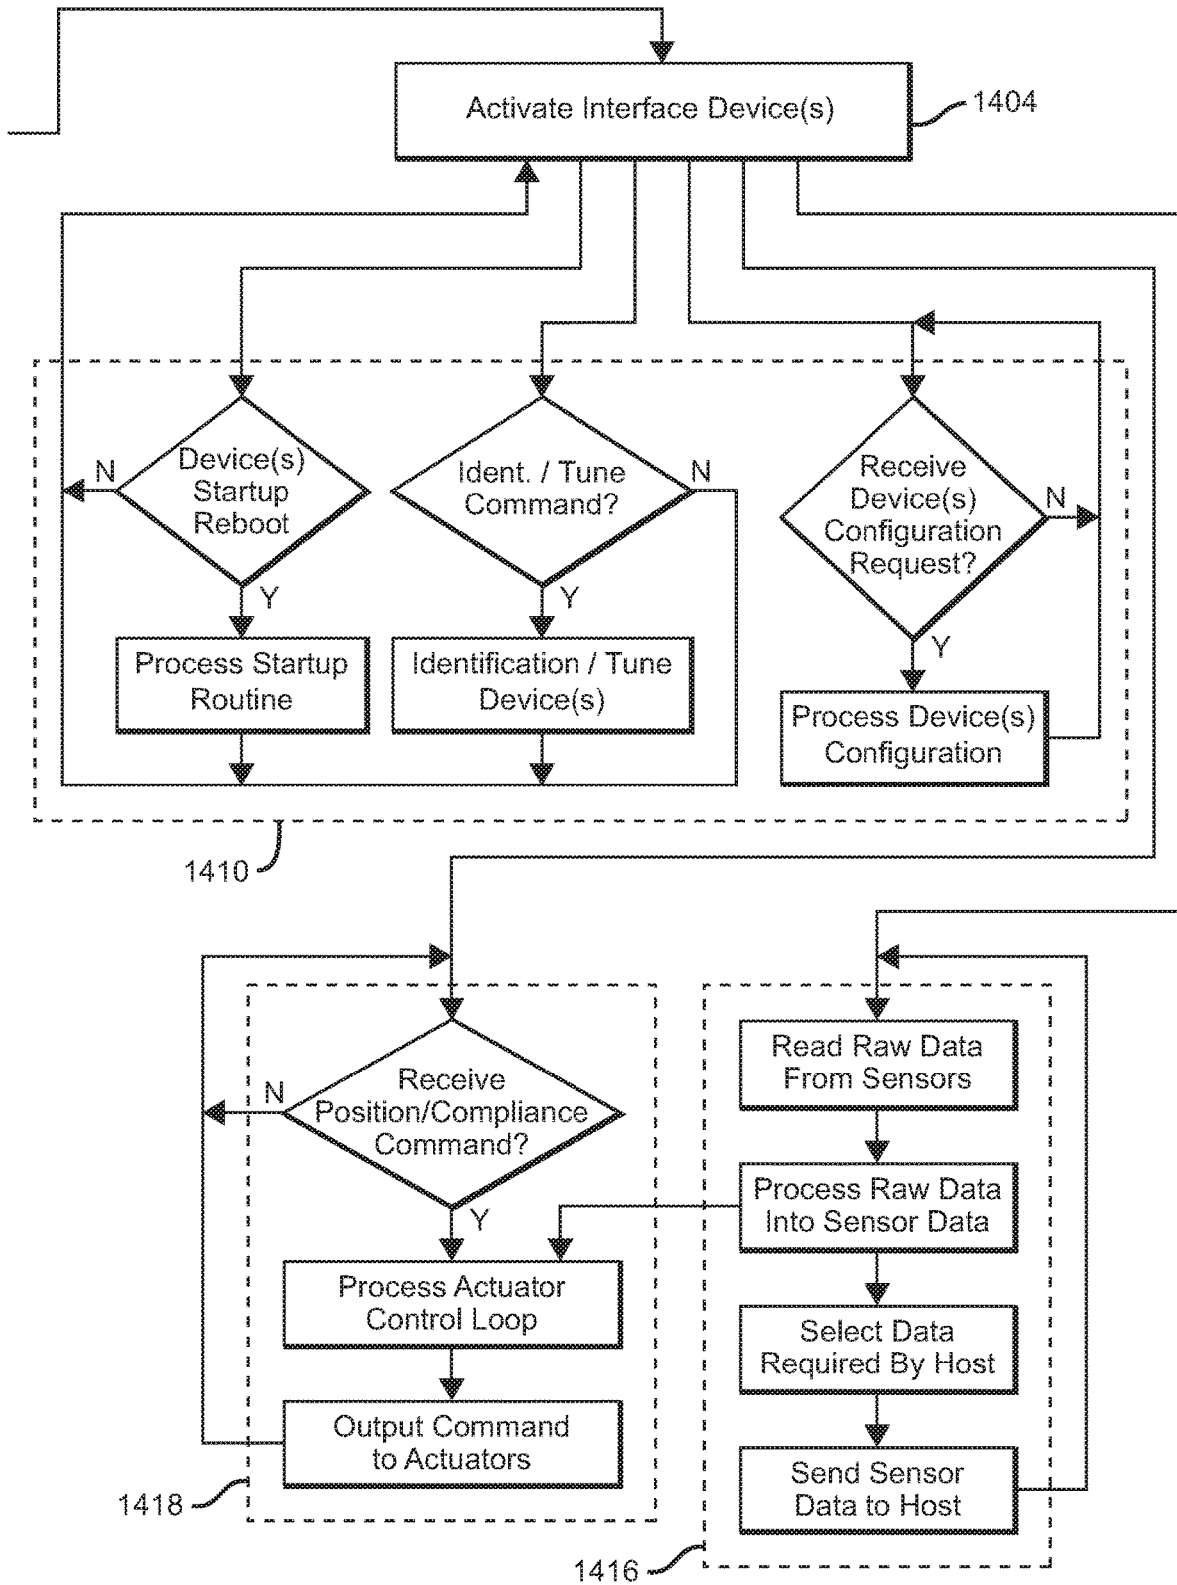 Activate Interface Device(s)
1404
N
Device(s)
Startup
Reboot
Y
Process Startup
Routine
Ident. / Tune
Command?
N
Y
Identification / Tune
Device(s)
Receive
Device(s)
Configuration
Request?
N
Y
Process Device(s)
Configuration
1410
N
Receive
Position/Compliance
Command?
Y
Process Actuator
Control Loop
Output Command
to Actuators
1418
Read Raw Data
From Sensors
Process Raw Data
Into Sensor Data
Select Data
Required By Host
Send Sensor
Data to Host
1416